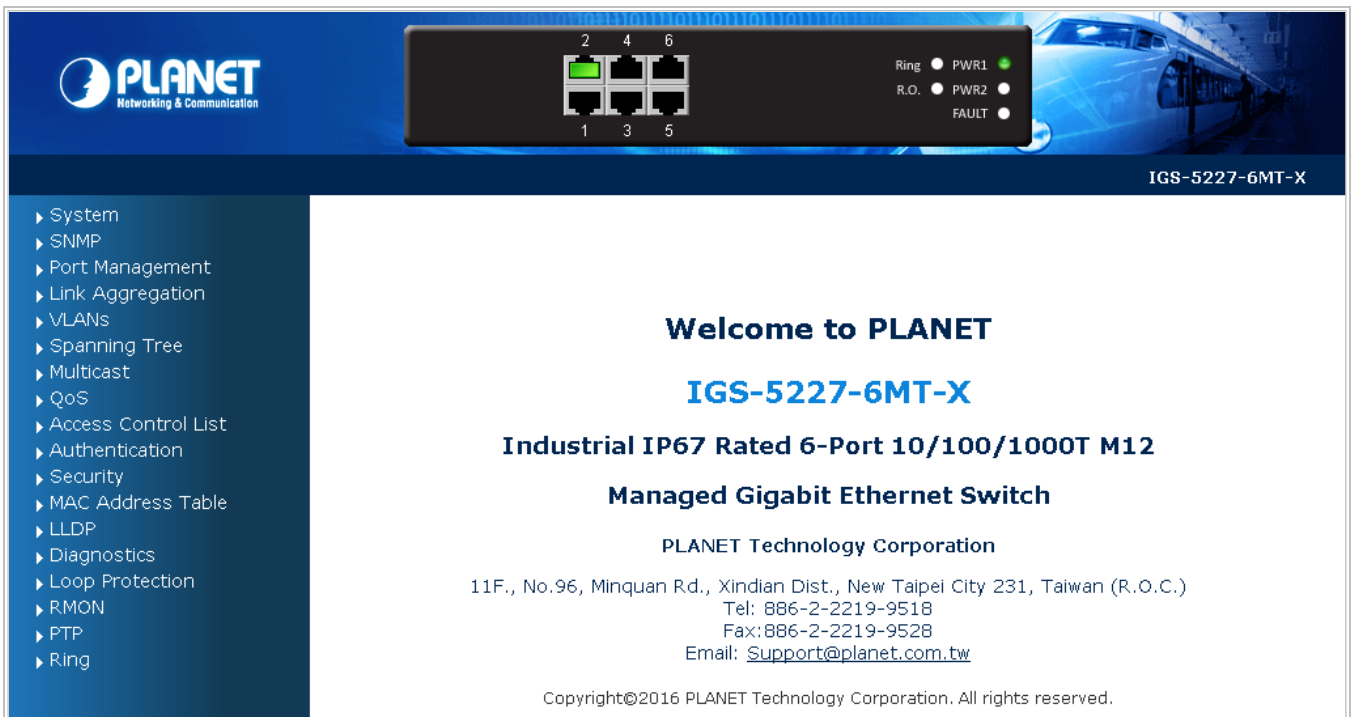 PLANET
Networking & Communication
2 4 6
1 3 5
Ring PWR1
R.O. PWR2
FAULT
IGS-5227-6MT-X
System
SNMP
Port Management
Link Aggregation
VLANs
Spanning Tree
Multicast
QoS
Access Control List
Authentication
Security
MAC Address Table
LLDP
Diagnostics
Loop Protection
RMON
PTP
Ring
Welcome to PLANET
IGS-5227-6MT-X
Industrial IP67 Rated 6-Port 10/100/1000T M12
Managed Gigabit Ethernet Switch
PLANET Technology Corporation
11F., No.96, Minquan Rd., Xindian Dist., New Taipei City 231, Taiwan (R.O.C.)
Tel: 886-2-2219-9518
Fax:886-2-2219-9528
Email: Support@planet.com.tw
Copyright©2016 PLANET Technology Corporation. All rights reserved.